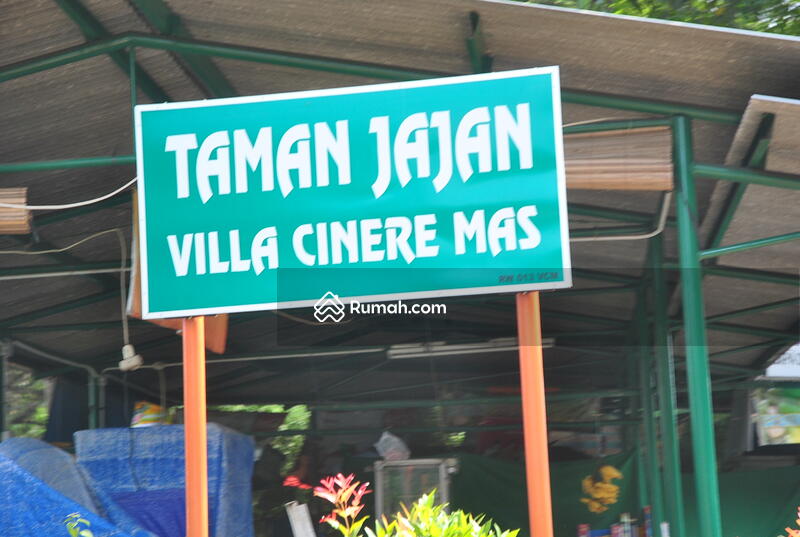 TAMAN JAJAN
VILLA CINERE MAS
RW 013 VCM
Rumah.com